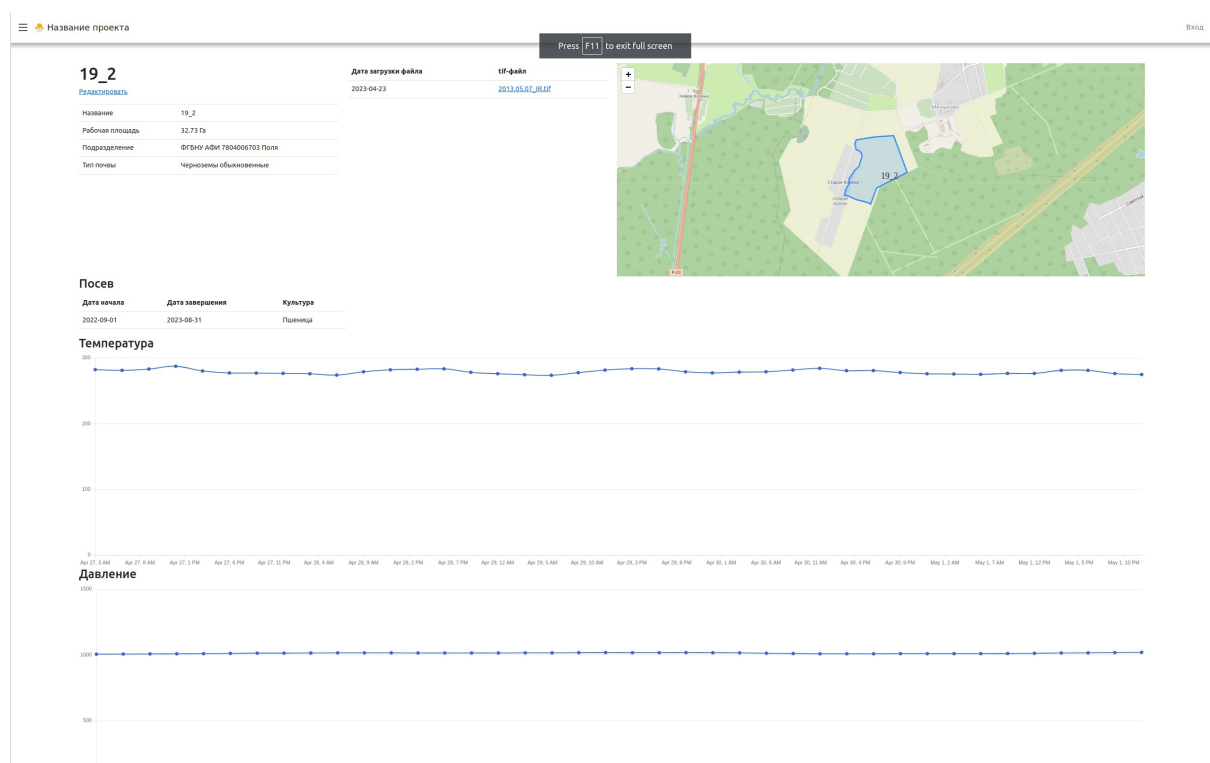 Название проекта
Вход
Press F11 to exit full screen
19_2
Редактировать
Название 19_2
Рабочая площадь 32.73 Га
Подразделение ФГБНУ АФИ 7804006703 Поля
Тип почвы Черноземы обыкновенные
Дата загрузки файла tif-файл
2023-04-23 2013.05.07_IR.tif
+
−
Меньково
Старое Колено
19_2
Р-23
Посев
Дата начала Дата завершения Культура
2022-09-01 2023-08-31 Пшеница
Температура
300
200
100
0
Apr 27, 3 AM Apr 27, 8 AM Apr 27, 1 PM Apr 27, 6 PM Apr 27, 11 PM Apr 28, 4 AM Apr 28, 9 AM Apr 28, 2 PM Apr 28, 7 PM Apr 29, 12 AM Apr 29, 5 AM Apr 29, 10 AM Apr 29, 3 PM Apr 29, 8 PM Apr 30, 1 AM Apr 30, 6 AM Apr 30, 11 AM Apr 30, 4 PM Apr 30, 9 PM May 1, 2 AM May 1, 7 AM May 1, 12 PM May 1, 5 PM May 1, 10 PM
Давление
1500
1000
500